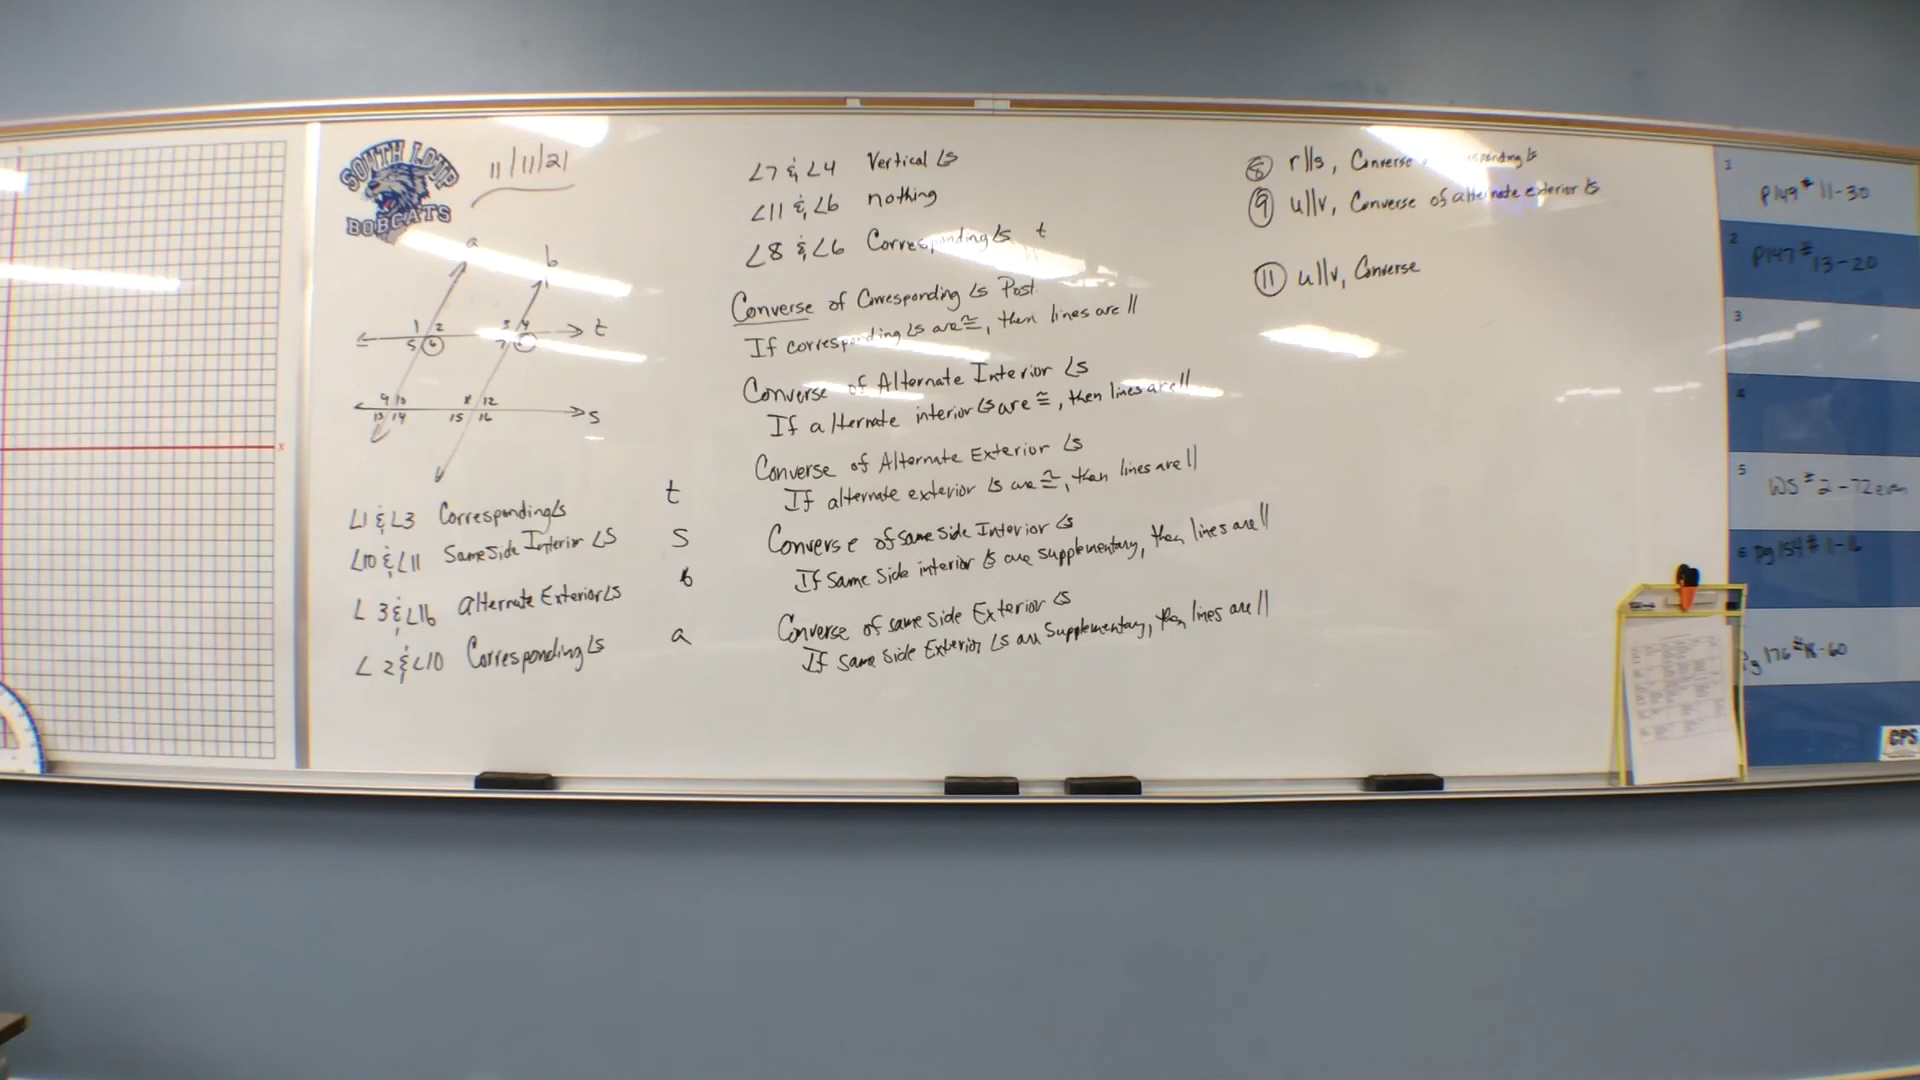 SOUTH LOUP
BOBCATS
11/11/21
a
b
1 2
3 4
t
5 6
7
9 10
12
s
13 14
15 16
∠1 & ∠3 Corresponding ∠s t
∠10 & ∠11 Same Side Interior ∠s s
∠3 & ∠16 Alternate Exterior ∠s b
∠2 & ∠10 Corresponding ∠s a
∠7 & ∠4 Vertical ∠s
∠11 & ∠6 nothing
∠8 & ∠6 Corresponding ∠s t
Converse of Corresponding ∠s Post.
If corresponding ∠s are ≅, then lines are ||
Converse of Alternate Interior ∠s
If alternate interior ∠s are ≅, then lines are ||
Converse of Alternate Exterior ∠s
If alternate exterior ∠s are ≅, then lines are ||
Converse of same side Interior ∠s
If same side interior ∠s are supplementary, then lines are ||
Converse of same side Exterior ∠s
If same side Exterior ∠s are supplementary, then lines are ||
8 r||s, Converse
9 u||v, Converse of alternate exterior ∠s
11 u||v, Converse
1
P149 # 11-30
2
P147 # 13-20
3
4
5
WS # 2-72 even
6 pg 154 # 1-16
pg 176 # 18-60
CPS
x